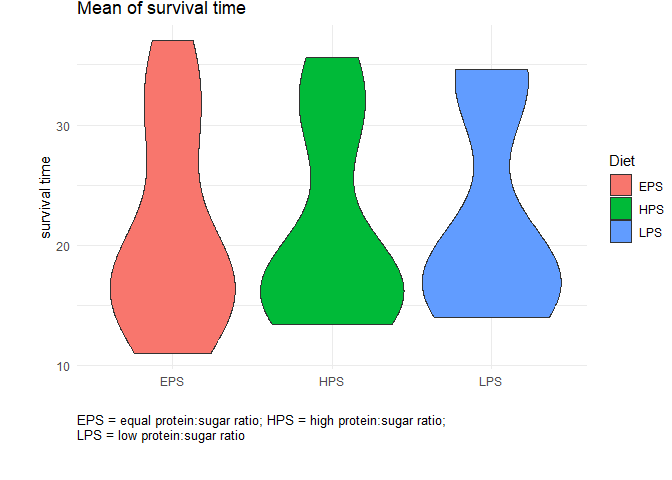 Mean of survival time
survival time
30
20
10
EPS
HPS
LPS
Diet
EPS
HPS
LPS
EPS = equal protein:sugar ratio; HPS = high protein:sugar ratio;
LPS = low protein:sugar ratio